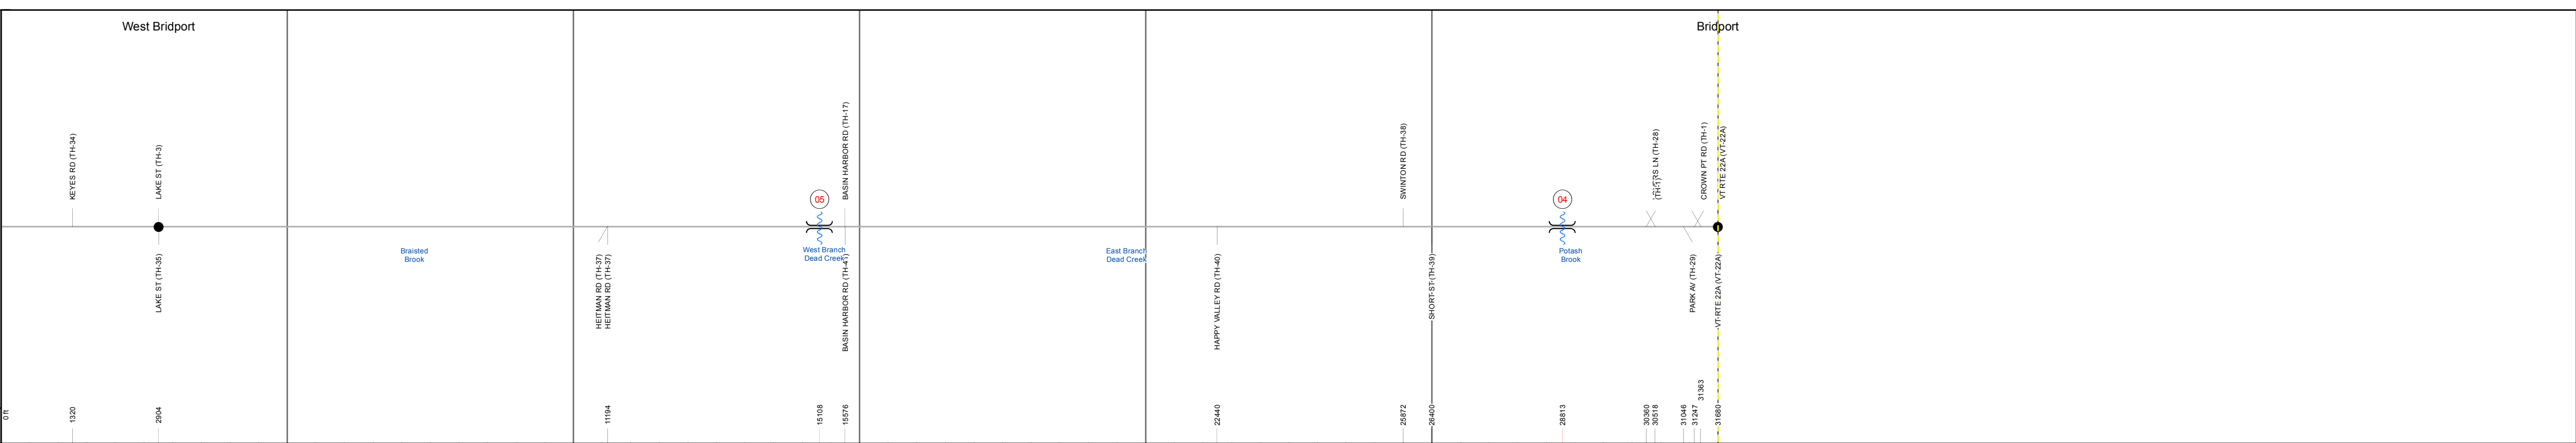 West Bridport
Bridport
KEYES RD (TH-34)
LAKE ST (TH-3)
BASIN HARBOR RD (TH-17)
SWINTON RD (TH-38)
LN (TH-28)
(TH-1)
CROWN PT RD (TH-1)
VT RTE 22A (VT-22A)
05
04
Braisted
Brook
West Branch
Dead Creek
East Branch
Dead Creek
Potash
Brook
LAKE ST (TH-35)
HEITMAN RD (TH-37)
HEITMAN RD (TH-37)
BASIN HARBOR RD (TH-41)
HAPPY VALLEY RD (TH-40)
SHORT-ST-(TH-39)
PARK AV (TH-29)
VT-RTE 22A (VT-22A)
0 ft
1320
2904
11194
15108
15576
22440
25872
26400
28813
30360
30518
31046
31247
31363
31680